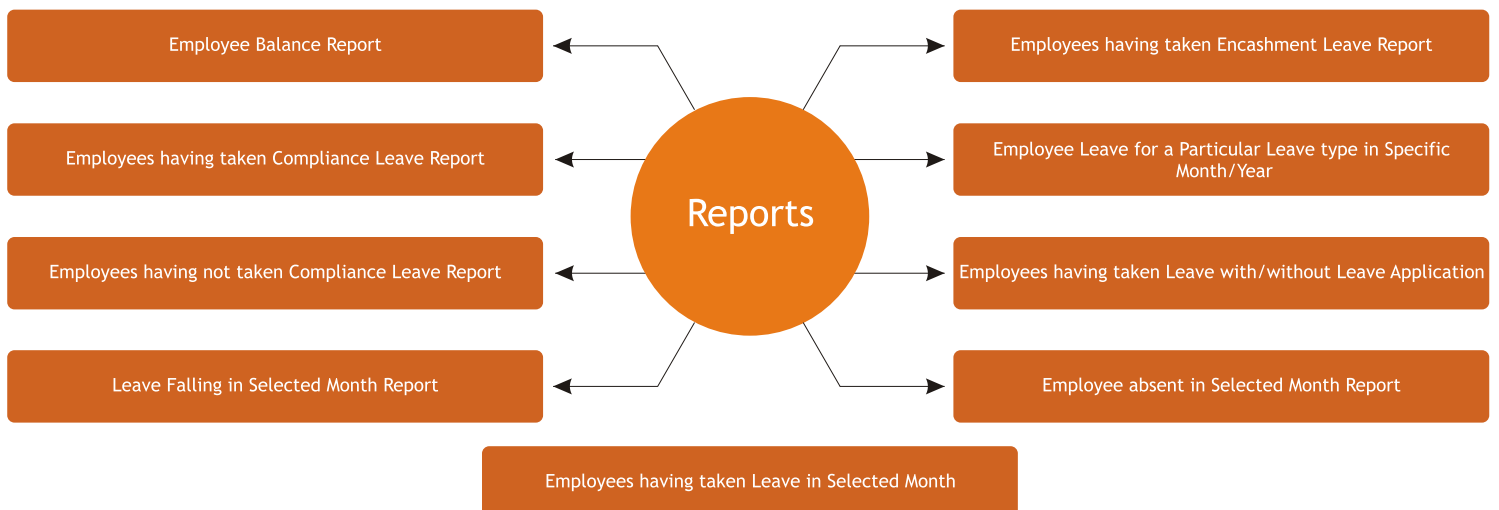 Employee Balance Report
Employees having taken Compliance Leave Report
Employees having not taken Compliance Leave Report
Leave Falling in Selected Month Report
Reports
Employees having taken Encashment Leave Report
Employee Leave for a Particular Leave type in Specific
Month/Year
Employees having taken Leave with/without Leave Application
Employee absent in Selected Month Report
Employees having taken Leave in Selected Month